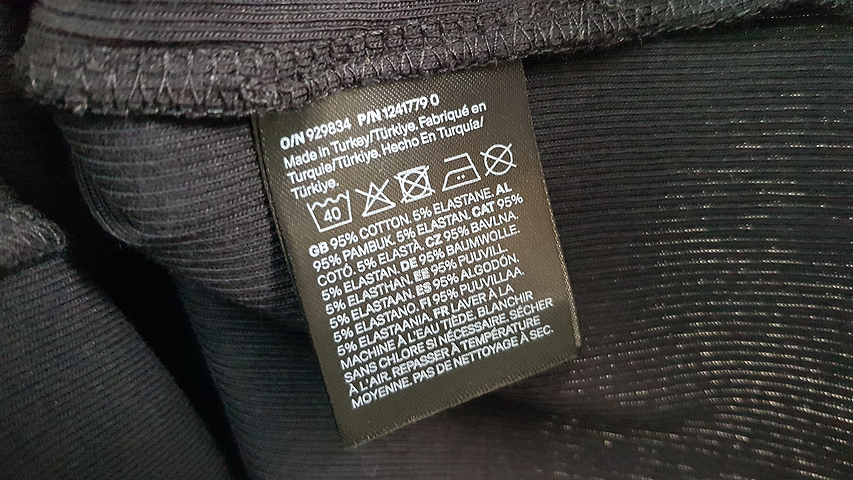 O/N 929834 P/N 1241779 0
Made in Turkey/Türkiye. Fabriqué en
Turquie/Türkiye. Hecho En Turquía/
Türkiye.
40
GB 95% COTTON. 5% ELASTANE. AL
95% PAMBUK. 5% ELASTAN. CAT 95%
COTÓ. 5% ELASTÀ. CZ 95% BAVLNA.
5% ELASTAN. DE 95% BAUMWOLLE.
5% ELASTHAN. EE 95% PUUVILL.
5% ELASTAAN. ES 95% ALGODÓN.
5% ELASTANO. FI 95% PUUVILLAA.
5% ELASTAANIA. FR LAVER À LA
MACHINE À L'EAU TIÈDE. BLANCHIR
SANS CHLORE SI NÉCESSAIRE. SÉCHER
À L'AIR. REPASSER À TEMPÉRATURE
MOYENNE. PAS DE NETTOYAGE À SEC.